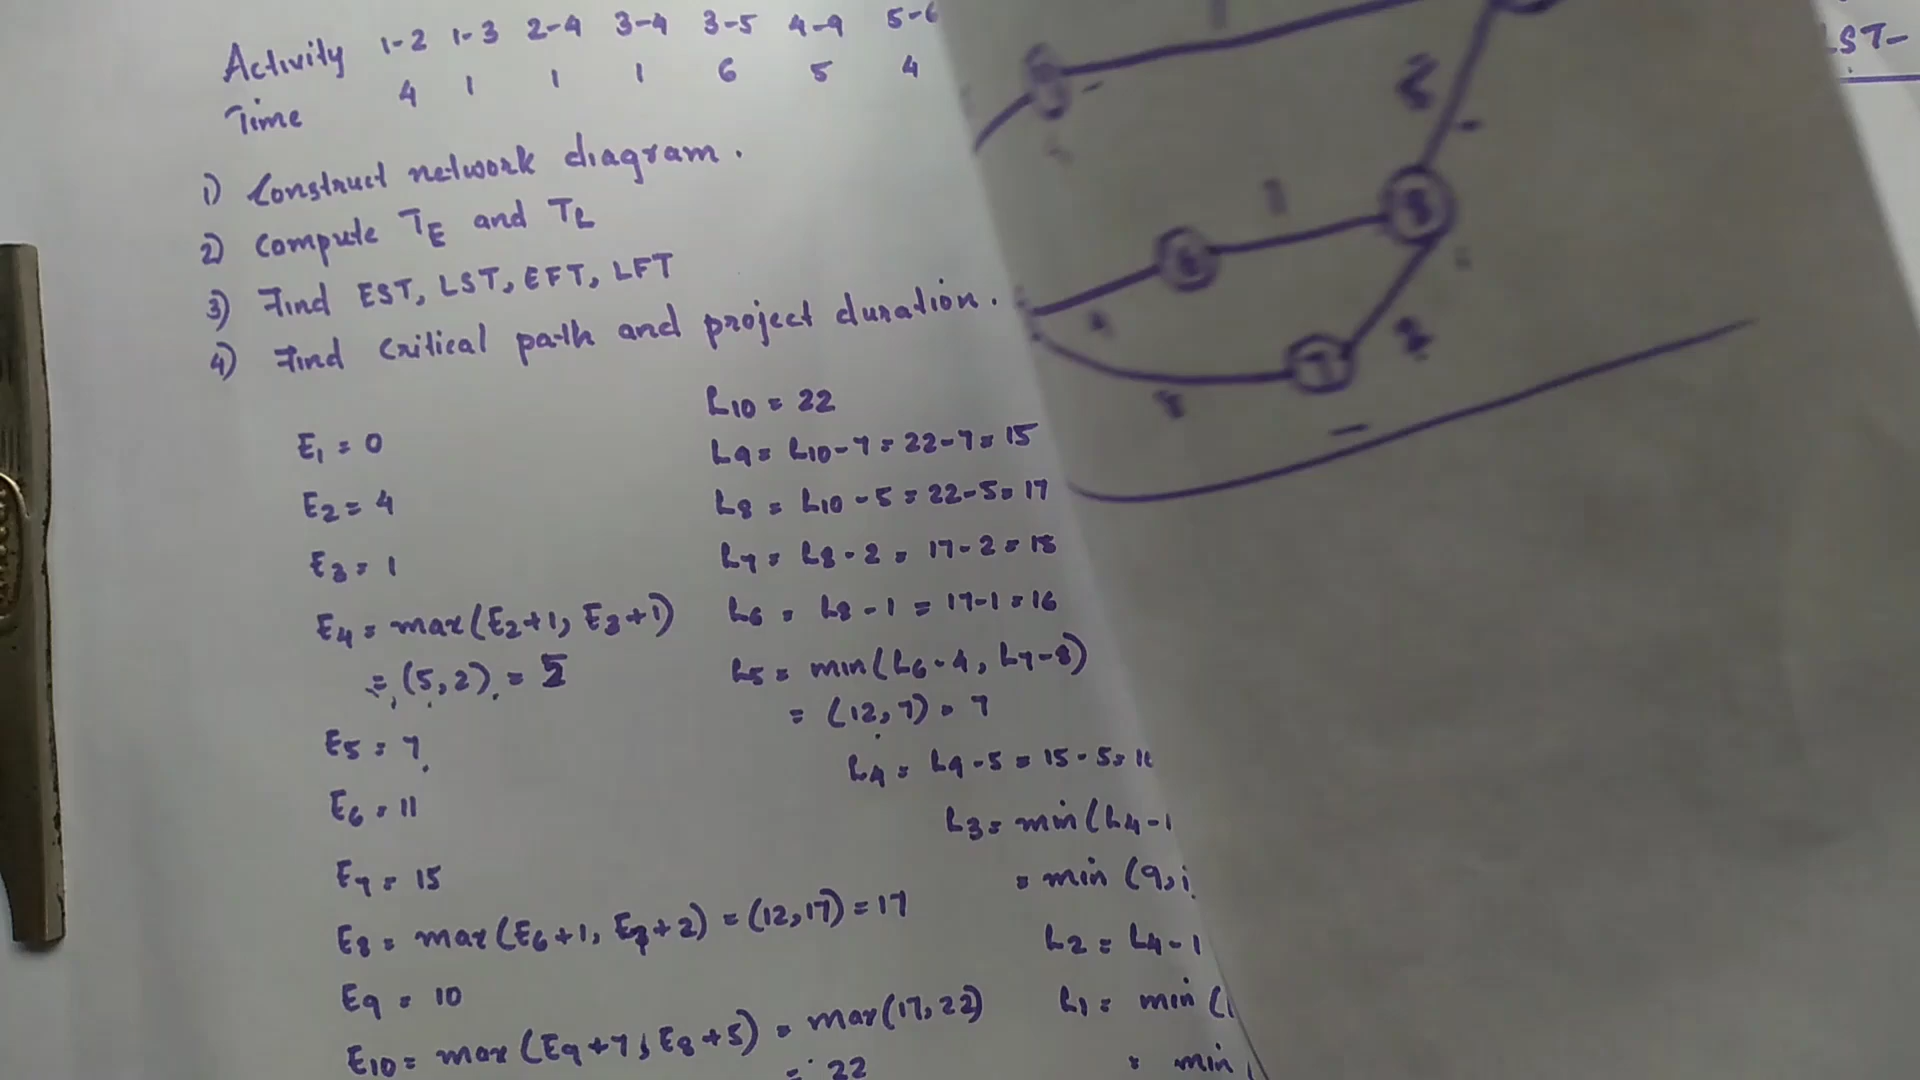 Activity 1-2 1-3 2-4 3-4 3-5 4-9 5-6
Time 4 1 1 1 6 5 4
1) Construct network diagram.
2) Compute TE and TL
3) Find EST, LST, EFT, LFT
4) Find critical path and project duration.
E1 = 0
E2 = 4
E3 = 1
E4 = max(E2+1, E3+1)
= (5,2) = 5
E5 = 7
E6 = 11
E7 = 15
E8 = max(E6+1, E7+2) = (12,17) = 17
E9 = 10
E10 = max(E9+7, E8+5) = max(17,22)
= 22
L10 = 22
L9 = L10-7 = 22-7 = 15
L8 = L10-5 = 22-5 = 17
L7 = L8-2 = 17-2 = 15
L6 = L8-1 = 17-1 = 16
L5 = min(L6-4, L7-8)
= (12,7) = 7
L4 = L9-5 = 15-5 = 10
L3 = min(L4-1
= min (9,
L2 = L4-1
L1 = min (
= min
LST-
1
8
6
7
2
8